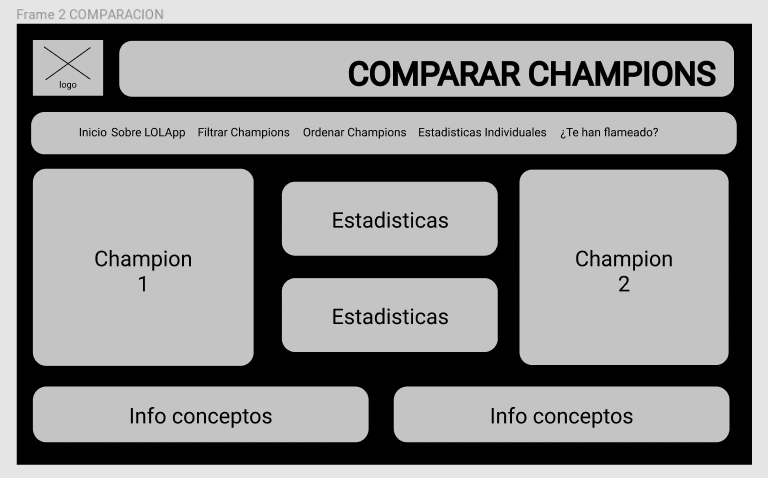 Frame 2 COMPARACION
logo
COMPARAR CHAMPIONS
Inicio Sobre LOLApp Filtrar Champions Ordenar Champions Estadisticas Individuales ¿Te han flameado?
Champion
1
Estadisticas
Estadisticas
Champion
2
Info conceptos
Info conceptos